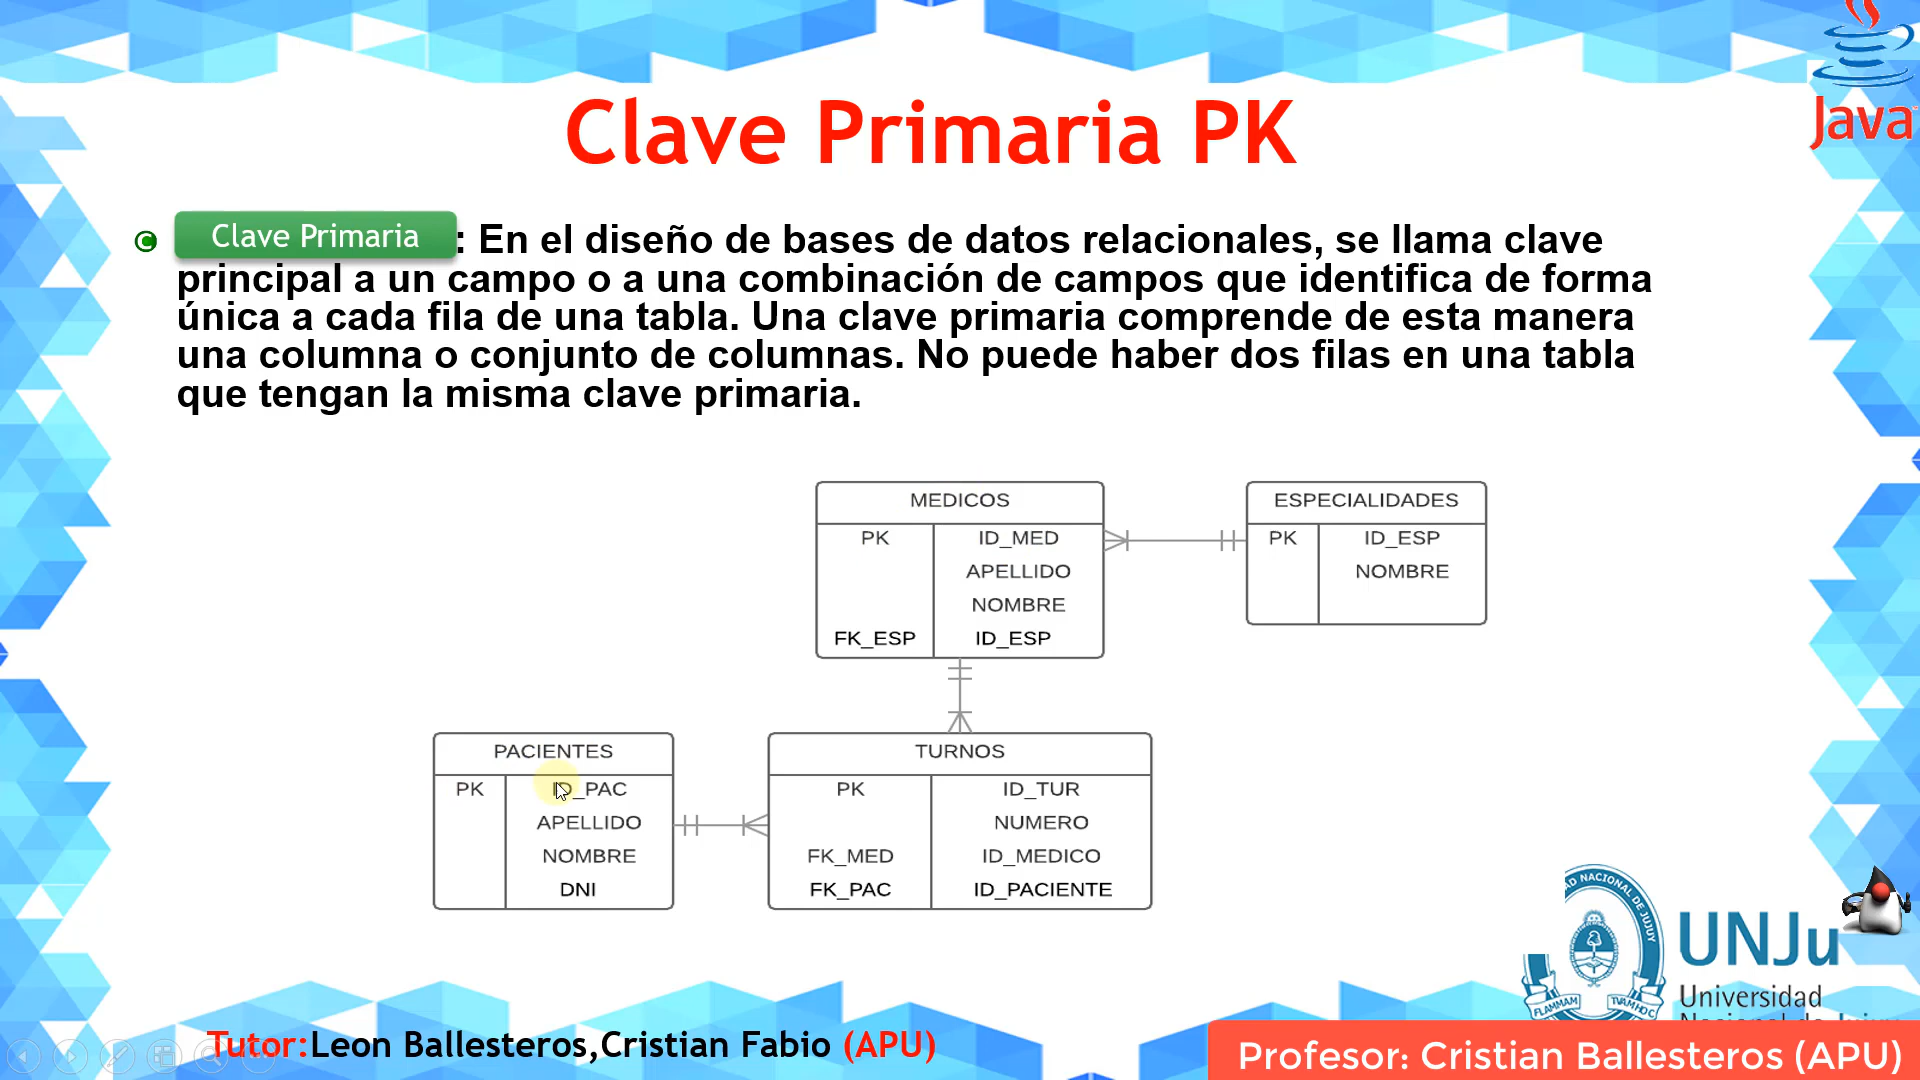 Java
Clave Primaria PK
Clave Primaria : En el diseño de bases de datos relacionales, se llama clave
principal a un campo o a una combinación de campos que identifica de forma
única a cada fila de una tabla. Una clave primaria comprende de esta manera
una columna o conjunto de columnas. No puede haber dos filas en una tabla
que tengan la misma clave primaria.
MEDICOS
PK ID_MED
APELLIDO
NOMBRE
FK_ESP ID_ESP
ESPECIALIDADES
PK ID_ESP
NOMBRE
PACIENTES
PK ID_PAC
APELLIDO
NOMBRE
DNI
TURNOS
PK ID_TUR
NUMERO
FK_MED ID_MEDICO
FK_PAC ID_PACIENTE
NACIONAL DE JUJUY
FLAMMAM
UNJu
Universidad
Tutor:Leon Ballesteros,Cristian Fabio (APU)
Profesor: Cristian Ballesteros (APU)